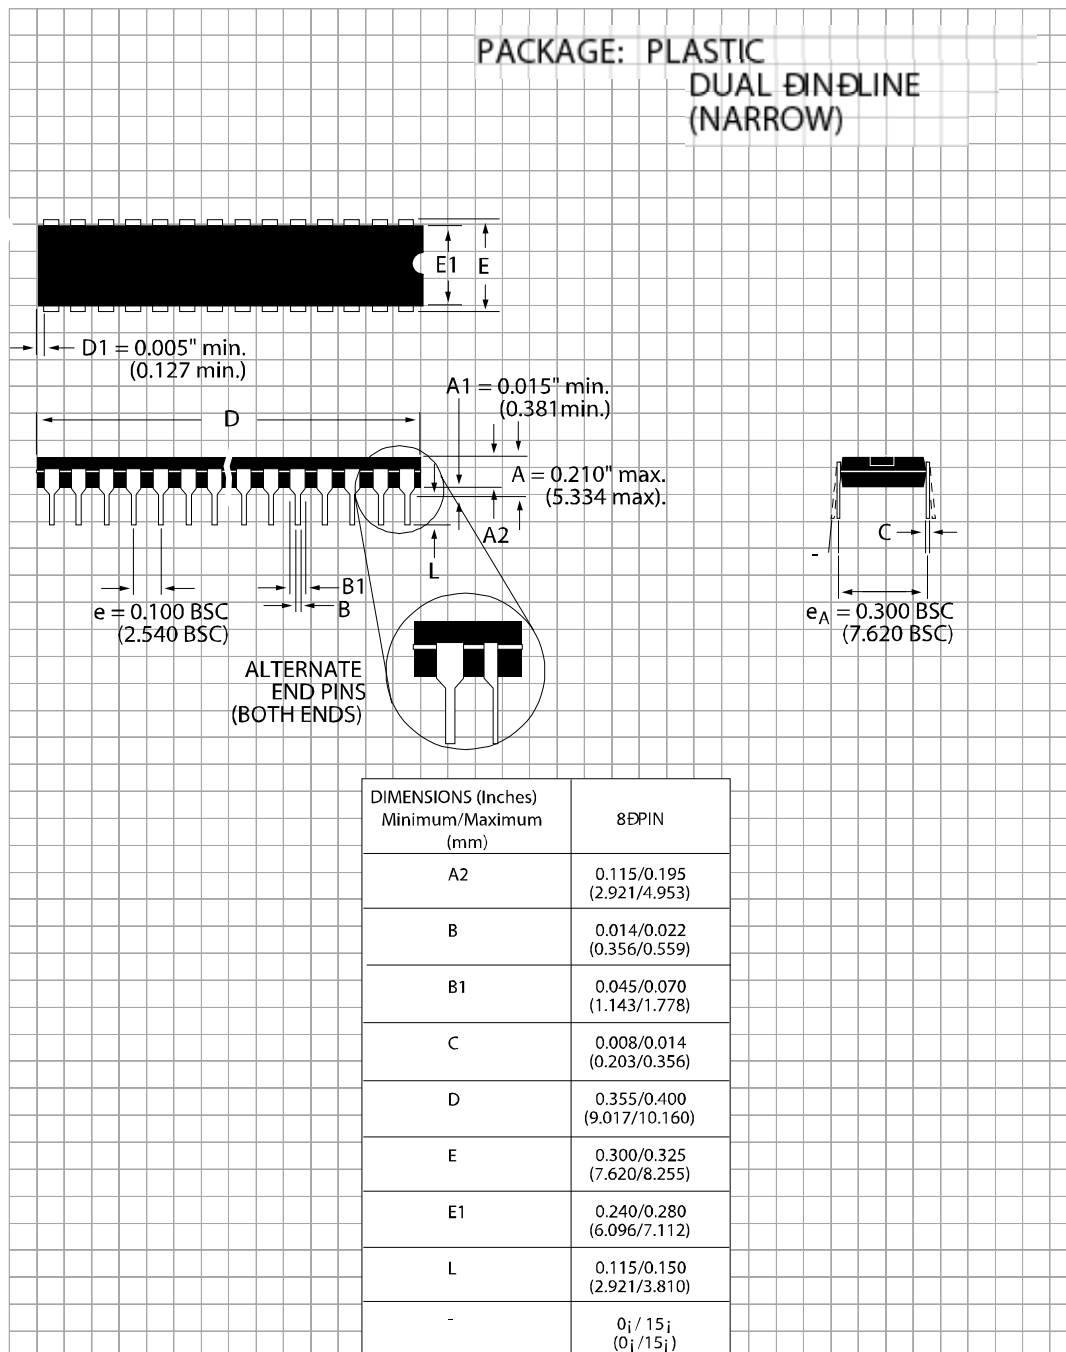 PACKAGE: PLASTIC
DUAL ÐINÐLINE
(NARROW)
E1
E
D1 = 0.005" min.
(0.127 min.)
A1 = 0.015" min.
(0.381min.)
D
A = 0.210" max.
(5.334 max).
A2
C
-
L
B1
B
e = 0.100 BSC
(2.540 BSC)
eA = 0.300 BSC
(7.620 BSC)
ALTERNATE
END PINS
(BOTH ENDS)
DIMENSIONS (Inches)
Minimum/Maximum
(mm)
8ÐPIN
A2
0.115/0.195
(2.921/4.953)
B
0.014/0.022
(0.356/0.559)
B1
0.045/0.070
(1.143/1.778)
C
0.008/0.014
(0.203/0.356)
D
0.355/0.400
(9.017/10.160)
E
0.300/0.325
(7.620/8.255)
E1
0.240/0.280
(6.096/7.112)
L
0.115/0.150
(2.921/3.810)
-
0¡/ 15¡
(0¡/15¡)